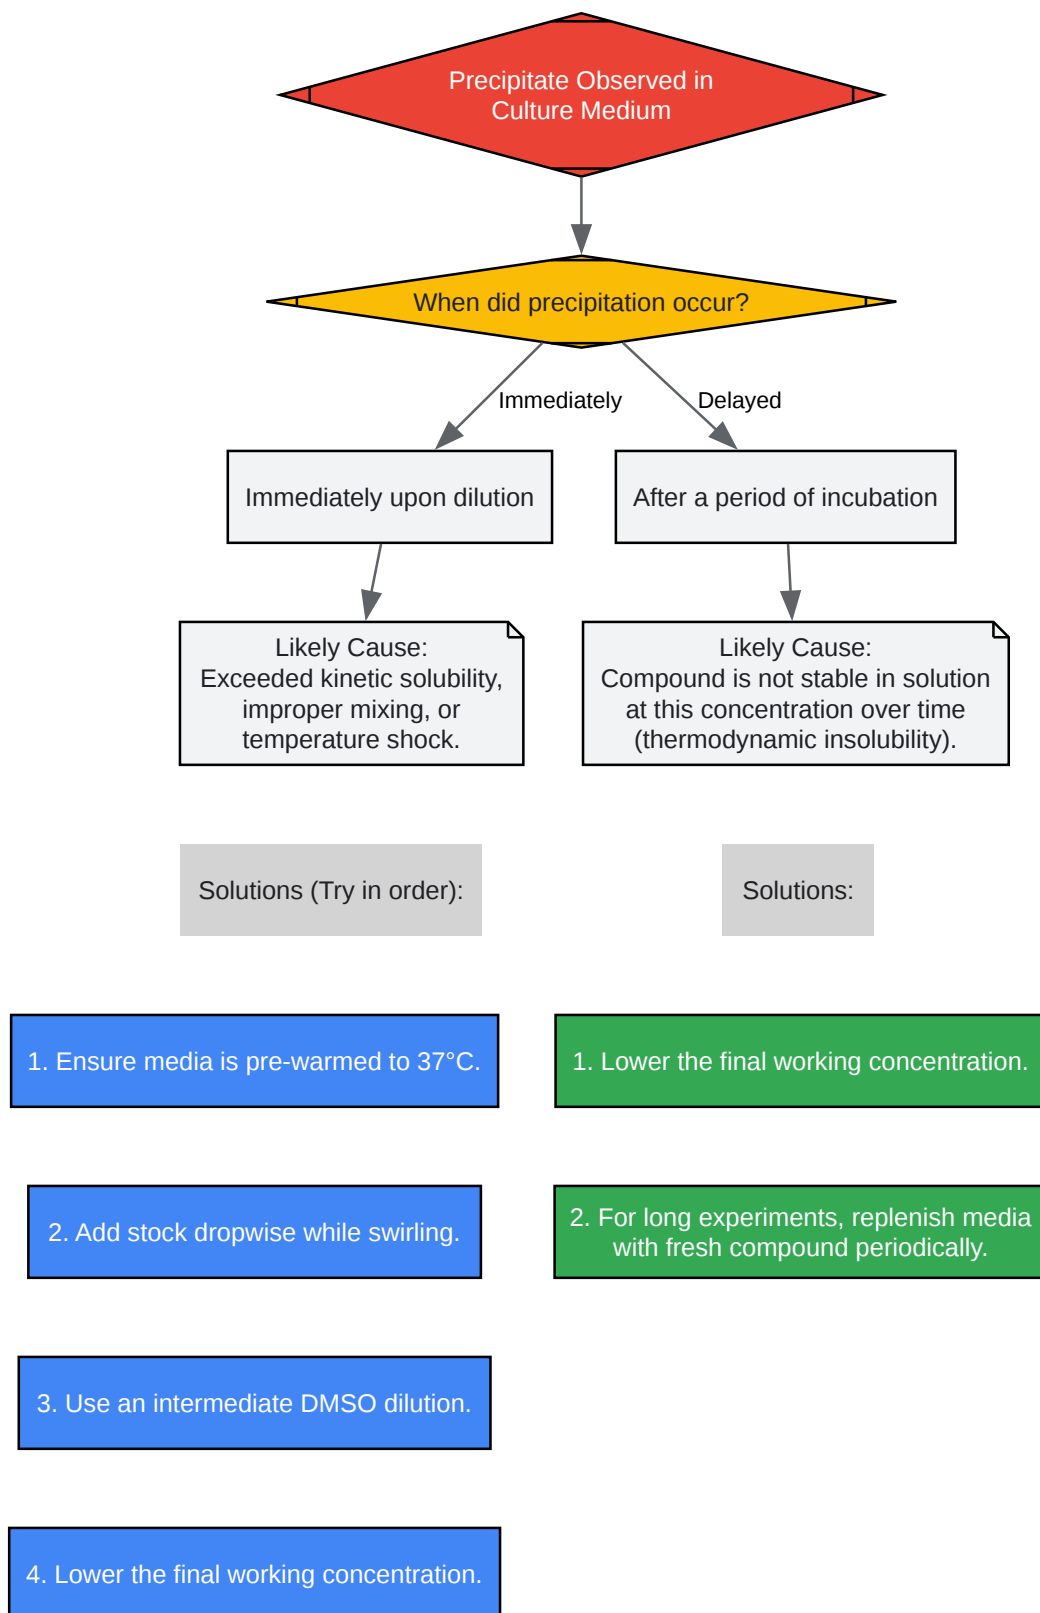 Precipitate Observed in
Culture Medium
When did precipitation occur?
Immediately
Delayed
Immediately upon dilution
After a period of incubation
Likely Cause:
Exceeded kinetic solubility,
improper mixing, or
temperature shock.
Likely Cause:
Compound is not stable in solution
at this concentration over time
(thermodynamic insolubility).
Solutions (Try in order):
Solutions:
1. Ensure media is pre-warmed to 37°C.
1. Lower the final working concentration.
2. Add stock dropwise while swirling.
2. For long experiments, replenish media
with fresh compound periodically.
3. Use an intermediate DMSO dilution.
4. Lower the final working concentration.